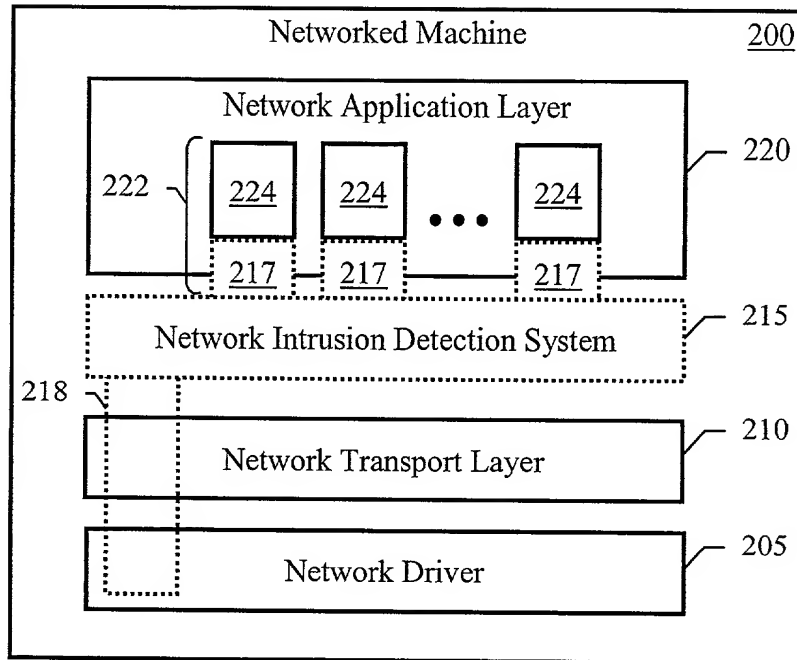 Networked Machine 200
Network Application Layer
220
222
224 224 ••• 224
217 217 217
Network Intrusion Detection System 215
218
Network Transport Layer 210
Network Driver 205